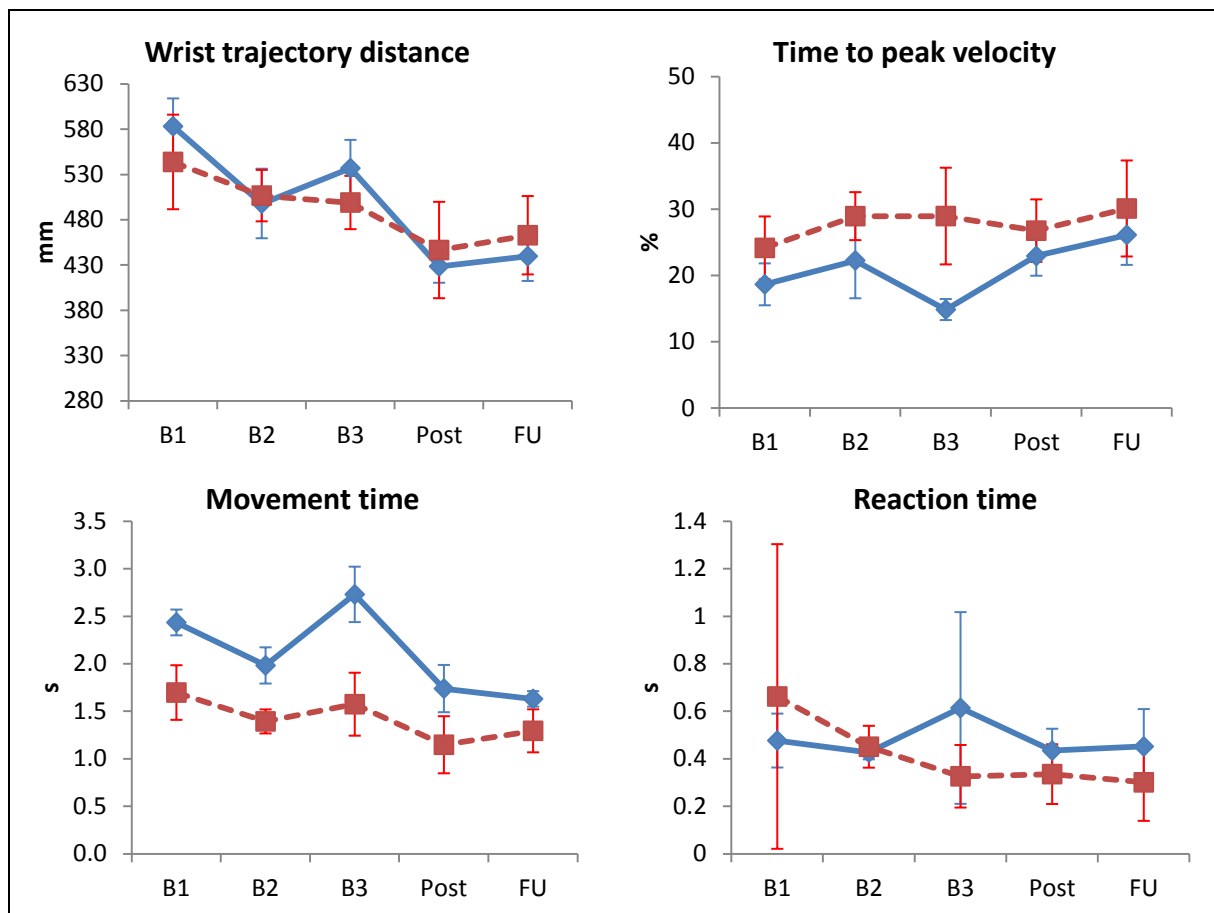 Wrist trajectory distance
630
580
530
480
430
380
330
280
mm
B1 B2 B3 Post FU
Time to peak velocity
50
40
30
20
10
0
%
B1 B2 B3 Post FU
Movement time
3.5
3.0
2.5
2.0
1.5
1.0
0.5
0.0
s
B1 B2 B3 Post FU
Reaction time
1.4
1.2
1
0.8
0.6
0.4
0.2
0
s
B1 B2 B3 Post FU